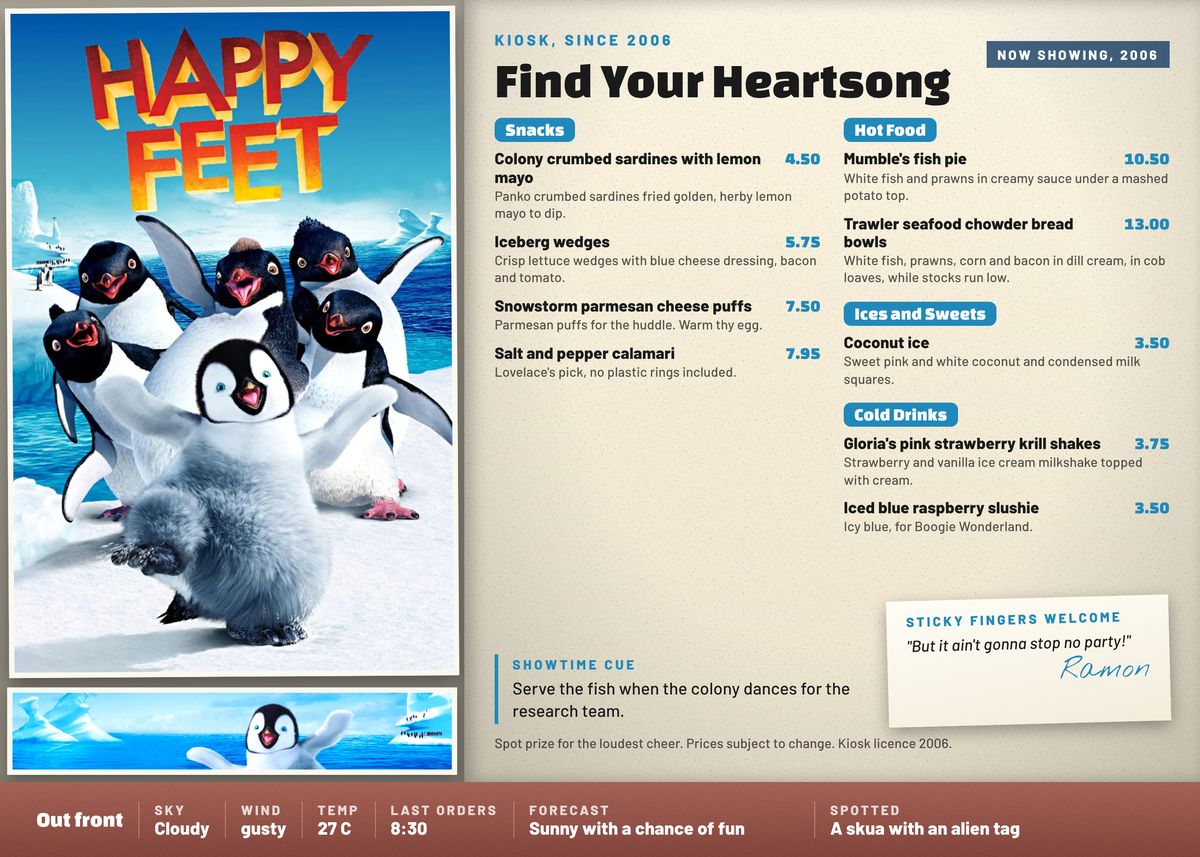 HAPPY
FEET
KIOSK, SINCE 2006
Find Your Heartsong
NOW SHOWING, 2006
Snacks
Colony crumbed sardines with lemon mayo 4.50
Panko crumbed sardines fried golden, herby lemon
mayo to dip.
Iceberg wedges 5.75
Crisp lettuce wedges with blue cheese dressing, bacon
and tomato.
Snowstorm parmesan cheese puffs 7.50
Parmesan puffs for the huddle. Warm thy egg.
Salt and pepper calamari 7.95
Lovelace's pick, no plastic rings included.
Hot Food
Mumble's fish pie 10.50
White fish and prawns in creamy sauce under a mashed
potato top.
Trawler seafood chowder bread bowls 13.00
White fish, prawns, corn and bacon in dill cream, in cob
loaves, while stocks run low.
Ices and Sweets
Coconut ice 3.50
Sweet pink and white coconut and condensed milk
squares.
Cold Drinks
Gloria's pink strawberry krill shakes 3.75
Strawberry and vanilla ice cream milkshake topped
with cream.
Iced blue raspberry slushie 3.50
Icy blue, for Boogie Wonderland.
STICKY FINGERS WELCOME
"But it ain't gonna stop no party!"
Ramon
SHOWTIME CUE
Serve the fish when the colony dances for the
research team.
Spot prize for the loudest cheer. Prices subject to change. Kiosk licence 2006.
Out front
SKY
Cloudy
WIND
gusty
TEMP
27 C
LAST ORDERS
8:30
FORECAST
Sunny with a chance of fun
SPOTTED
A skua with an alien tag